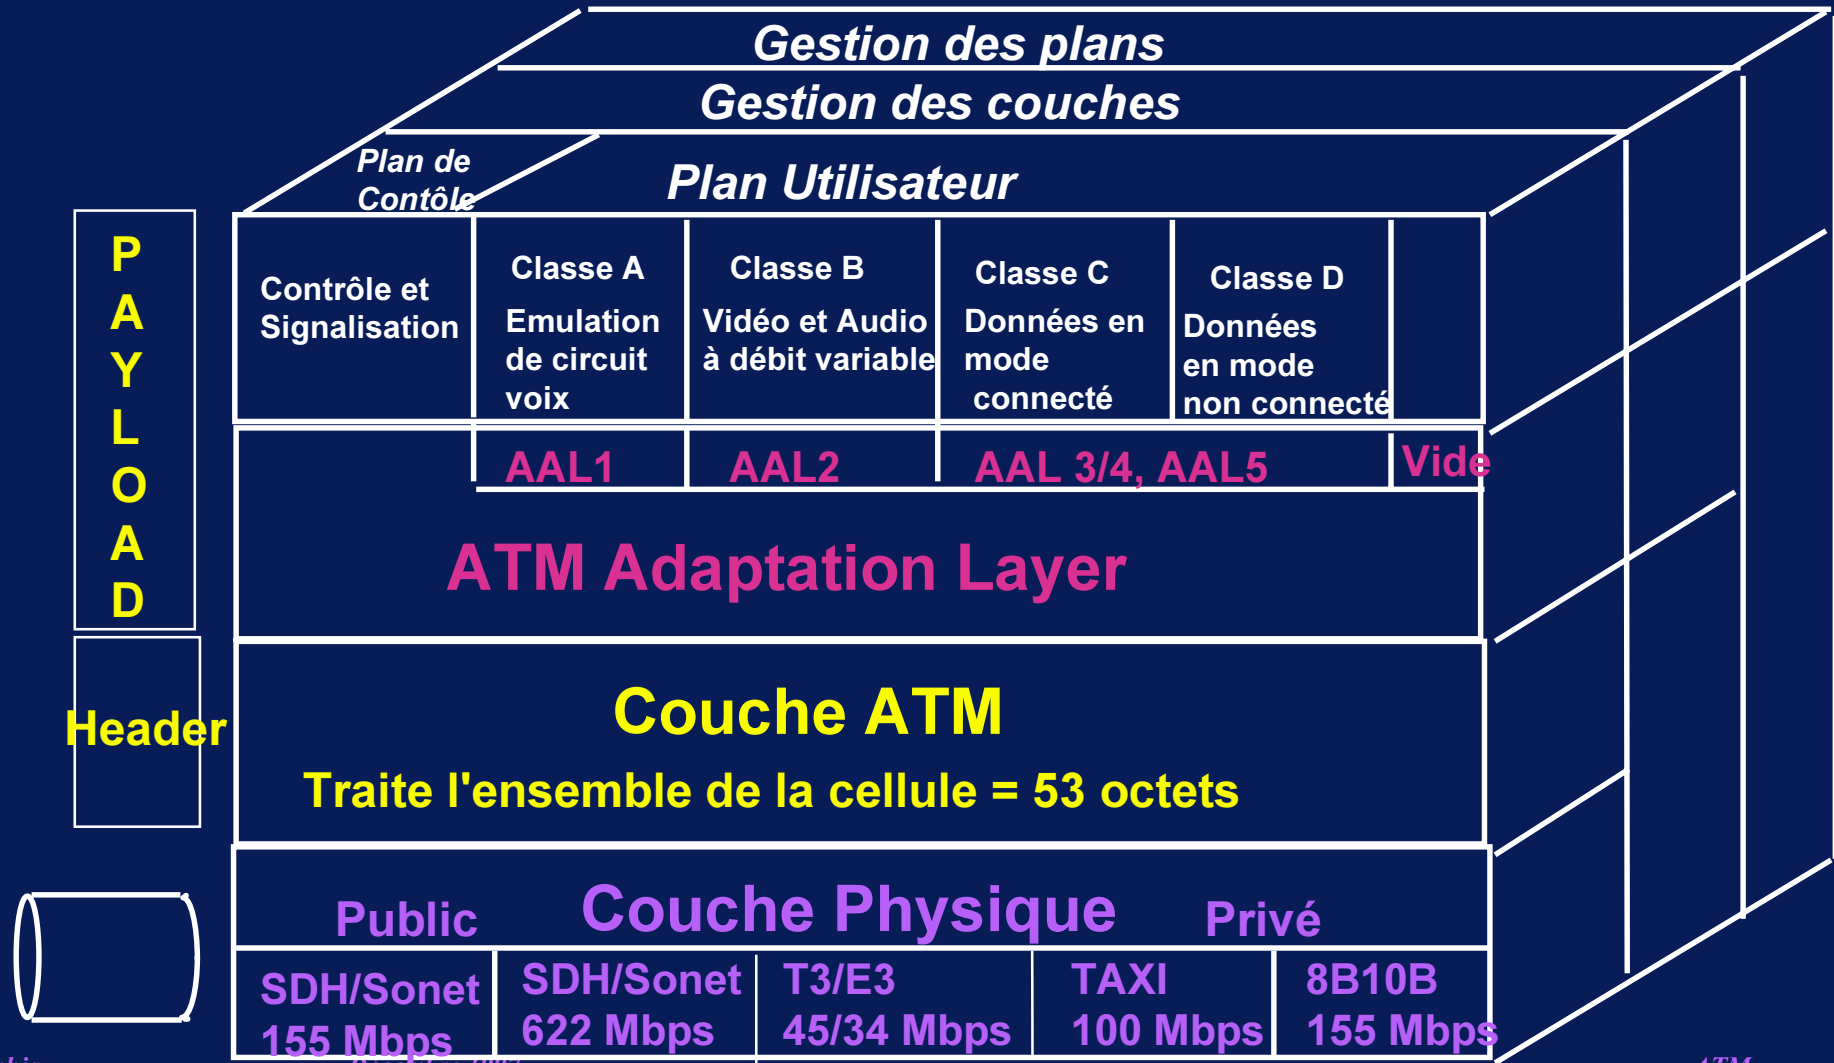 Gestion des plans
Gestion des couches
Plan de
Contôle
Plan Utilisateur
P
A
Y
L
O
A
D
Contrôle et
Signalisation
Classe A
Emulation
de circuit
voix
Classe B
Vidéo et Audio
à débit variable
Classe C
Données en
mode
connecté
Classe D
Données
en mode
non connecté
AAL1
AAL2
AAL 3/4, AAL5
Vide
ATM Adaptation Layer
Header
Couche ATM
Traite l'ensemble de la cellule = 53 octets
Public
Couche Physique
Privé
SDH/Sonet
155 Mbps
SDH/Sonet
622 Mbps
T3/E3
45/34 Mbps
TAXI
100 Mbps
8B10B
155 Mbps
ATM